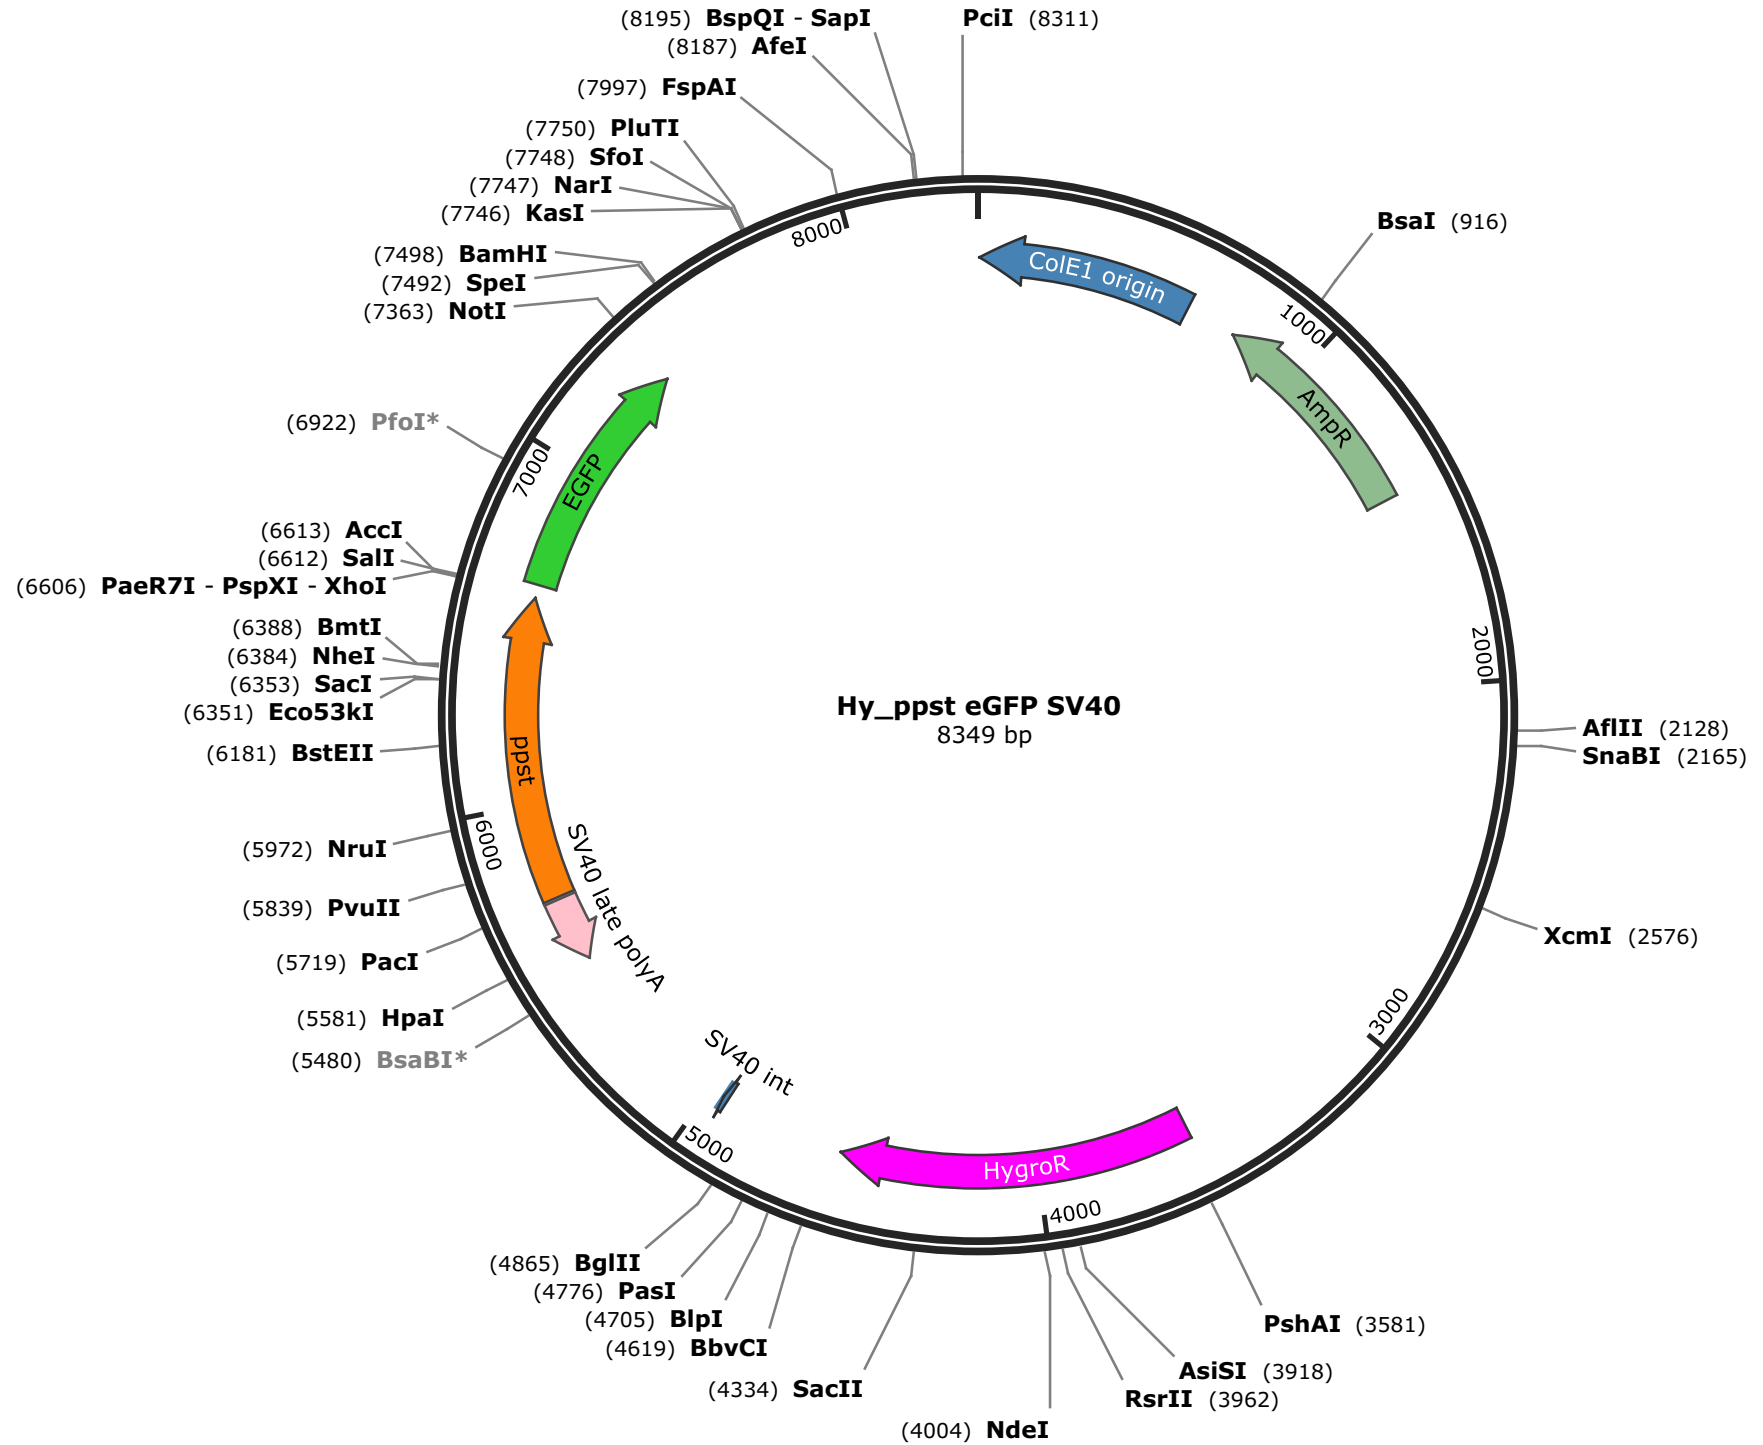 (8195) BspQI - SapI
(8187) AfeI
(7997) FspAI
(7750) PluTI
(7748) SfoI
(7747) NarI
(7746) KasI
(7498) BamHI
(7492) SpeI
(7363) NotI
(6922) PfoI*
(6613) AccI
(6612) SalI
(6606) PaeR7I - PspXI - XhoI
(6388) BmtI
(6384) NheI
(6353) SacI
(6351) Eco53kI
(6181) BstEII
(5972) NruI
(5839) PvuII
(5719) PacI
(5581) HpaI
(5480) BsaBI*
(4865) BglII
(4776) PasI
(4705) BlpI
(4619) BbvCI
(4334) SacII
(4004) NdeI
PciI (8311)
BsaI (916)
AflII (2128)
SnaBI (2165)
XcmI (2576)
PshAI (3581)
AsiSI (3918)
RsrII (3962)
1000
2000
3000
4000
5000
6000
7000
8000
ColE1 origin
AmpR
HygroR
SV40 int
SV40 late polyA
ppst
EGFP
Hy_ppst eGFP SV40
8349 bp